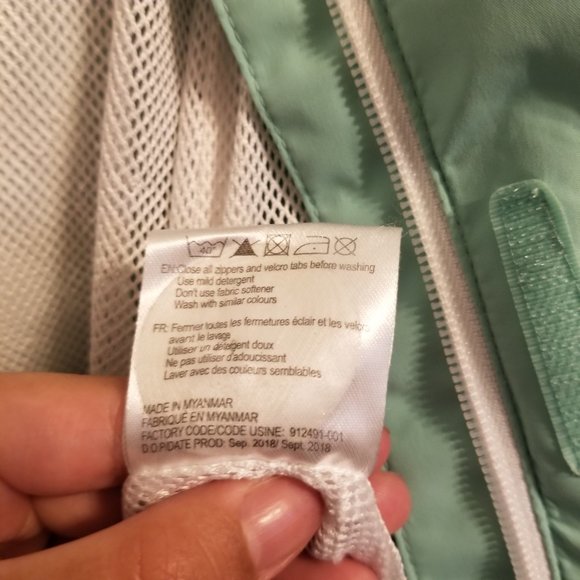 40°
EN:Close all zippers and velcro tabs before washing
Use mild detergent
Don't use fabric softener
Wash with similar colours
FR: Fermer toutes les fermetures éclair et les velcro
avant le lavage
Utiliser un détergent doux
Ne pas utiliser d'adoucissant
Laver avec des couleurs semblables
MADE IN MYANMAR
FABRIQUÉ EN MYANMAR
FACTORY CODE/CODE USINE: 912491-001
D.O.P/DATE PROD: Sep. 2018/ Sept. 2018